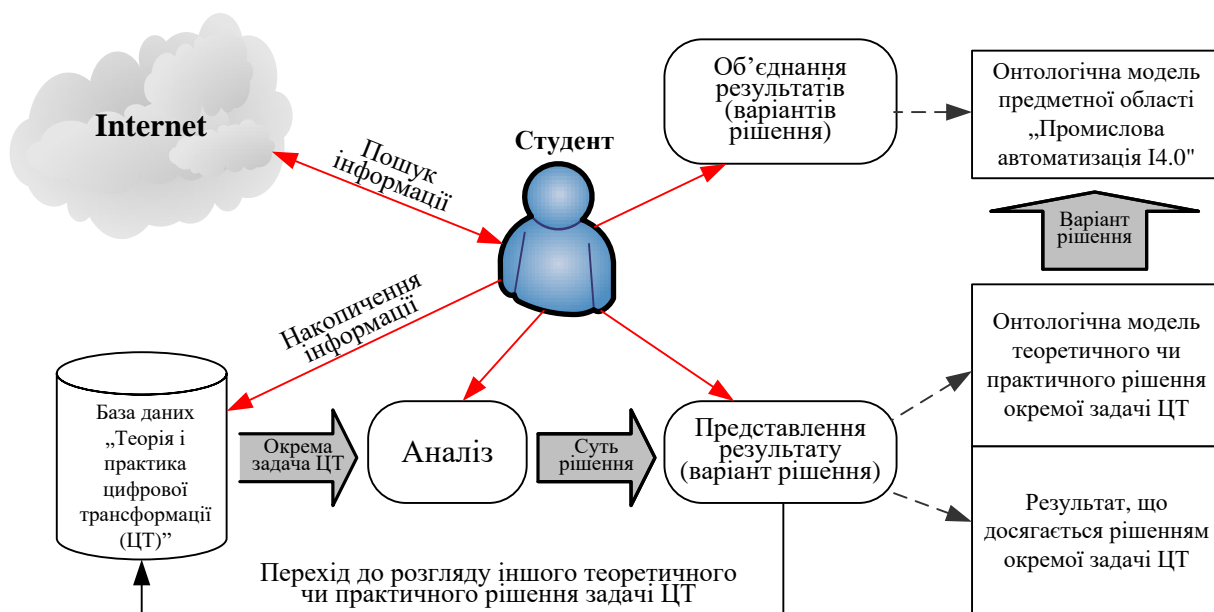 Internet
Пошук
інформації
Студент
Об’єднання
результатів
(варіантів
рішення)
Онтологічна модель
предметної області
„Промислова
автоматизація І4.0"
Варіант
рішення
Накопичення
інформації
База даних
„Теорія і
практика
цифрової
трансформації
(ЦТ)”
Окрема
задача ЦТ
Аналіз
Суть
рішення
Представлення
результату
(варіант рішення)
Онтологічна модель
теоретичного чи
практичного рішення
окремої задачі ЦТ
Результат, що
досягається рішенням
окремої задачі ЦТ
Перехід до розгляду іншого теоретичного
чи практичного рішення задачі ЦТ